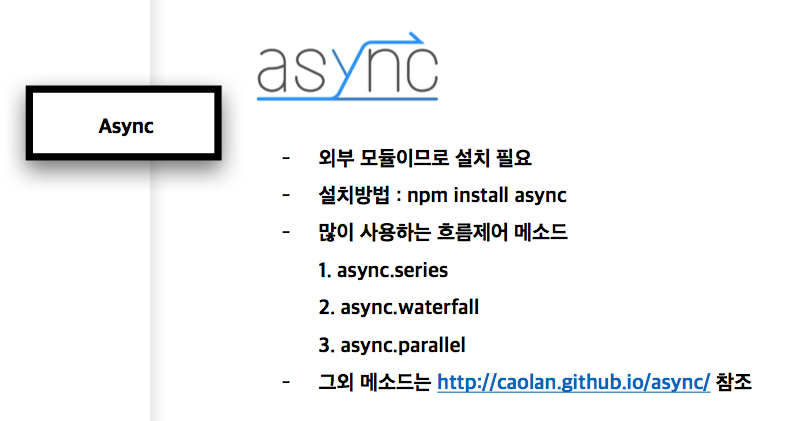 async
Async
- 외부 모듈이므로 설치 필요
- 설치방법 : npm install async
- 많이 사용하는 흐름제어 메소드
1. async.series
2. async.waterfall
3. async.parallel
- 그외 메소드는 http://caolan.github.io/async/ 참조